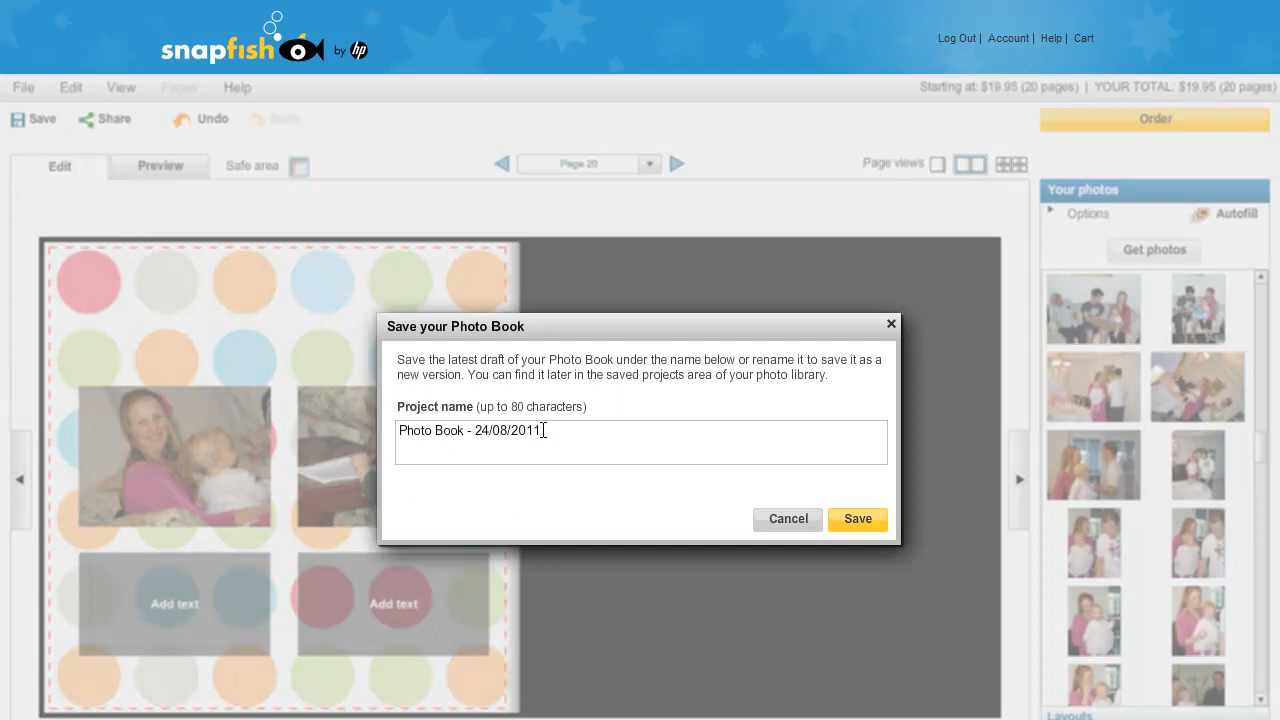 snapfish by hp
Log Out | Account | Help | Cart
File Edit View Help
Starting at: $19.95 (20 pages) | YOUR TOTAL: $19.95 (20 pages)
Save Share Undo
Order
Edit Preview Safe area
Page 20
Page views
Your photos
Options Autofill
Get photos
Save your Photo Book
Save the latest draft of your Photo Book under the name below or rename it to save it as a
new version. You can find it later in the saved projects area of your photo library.
Project name (up to 80 characters)
Photo Book - 24/08/2011
Cancel Save
Add text Add text
Layouts